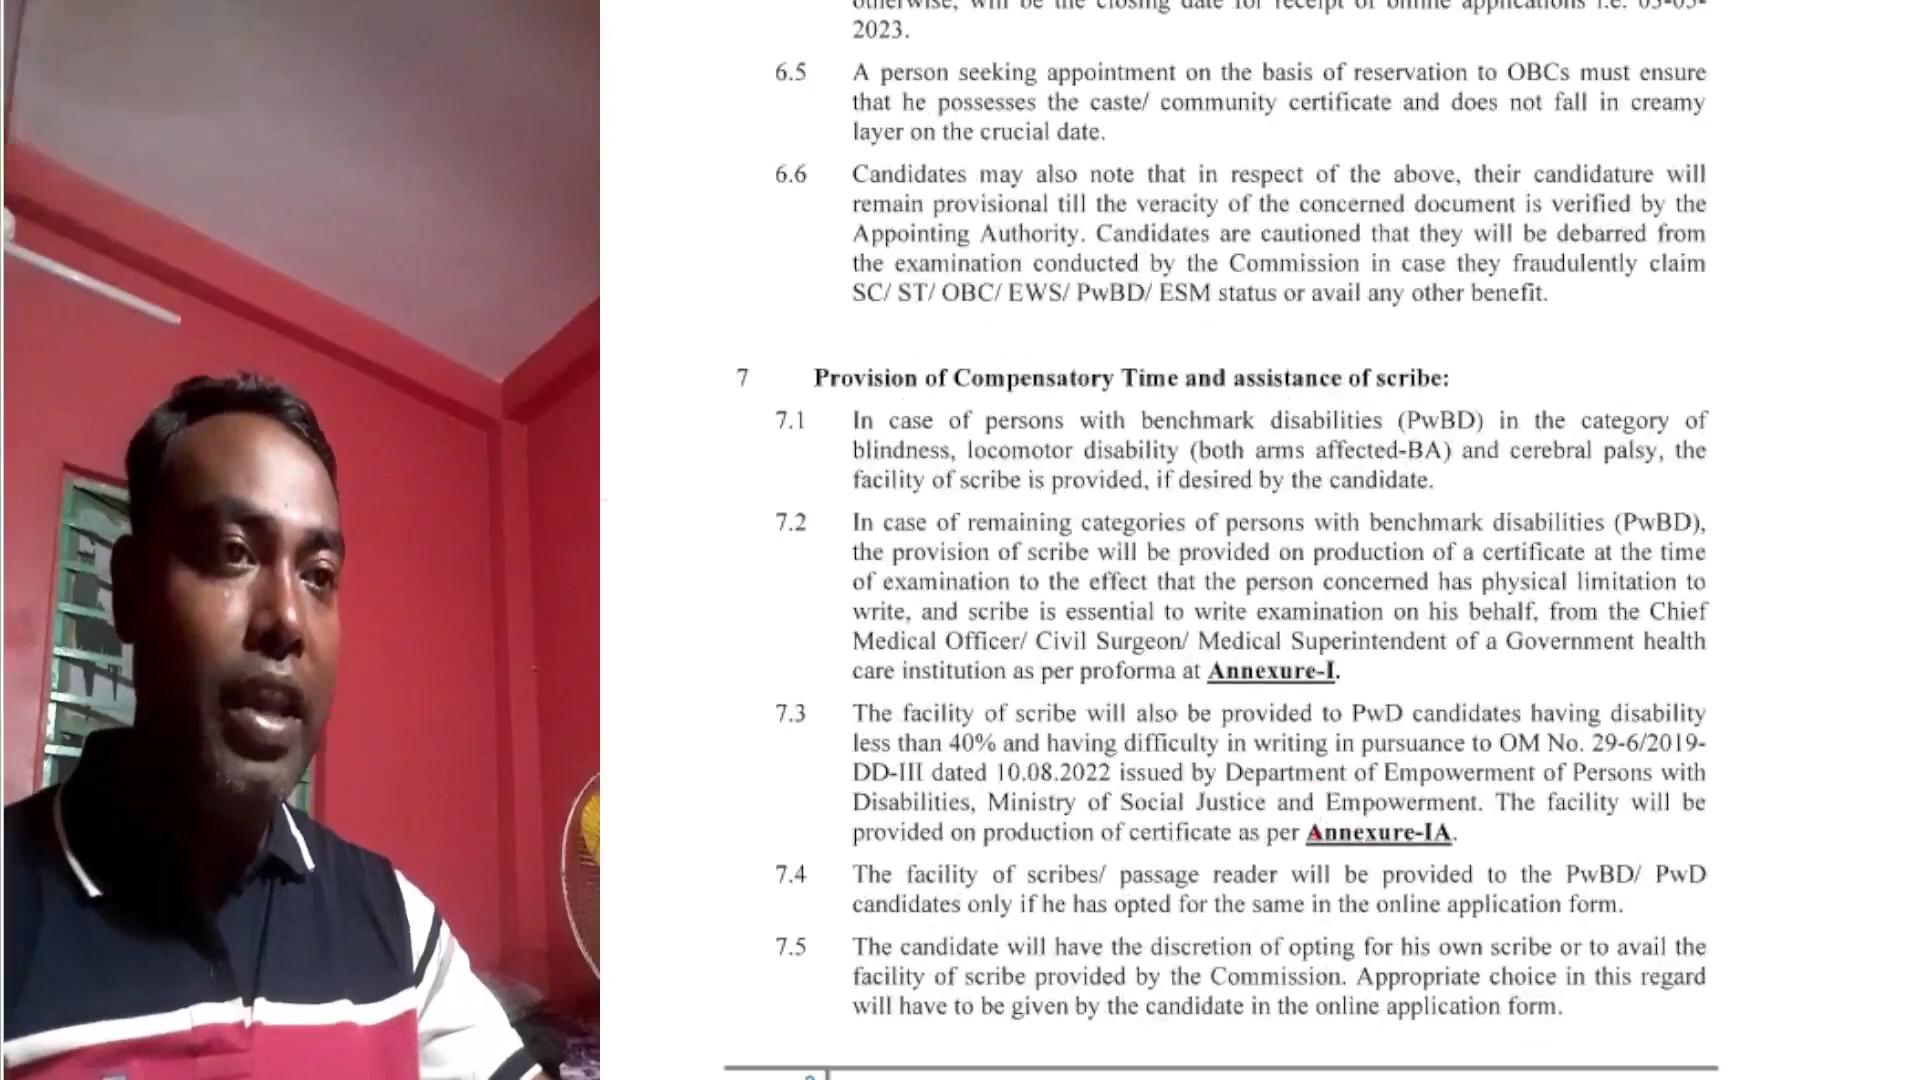 otherwise, will be the closing date for receipt of online applications i.e. 03-05-
2023.
6.5 A person seeking appointment on the basis of reservation to OBCs must ensure
that he possesses the caste/ community certificate and does not fall in creamy
layer on the crucial date.
6.6 Candidates may also note that in respect of the above, their candidature will
remain provisional till the veracity of the concerned document is verified by the
Appointing Authority. Candidates are cautioned that they will be debarred from
the examination conducted by the Commission in case they fraudulently claim
SC/ ST/ OBC/ EWS/ PwBD/ ESM status or avail any other benefit.
7 Provision of Compensatory Time and assistance of scribe:
7.1 In case of persons with benchmark disabilities (PwBD) in the category of
blindness, locomotor disability (both arms affected-BA) and cerebral palsy, the
facility of scribe is provided, if desired by the candidate.
7.2 In case of remaining categories of persons with benchmark disabilities (PwBD),
the provision of scribe will be provided on production of a certificate at the time
of examination to the effect that the person concerned has physical limitation to
write, and scribe is essential to write examination on his behalf, from the Chief
Medical Officer/ Civil Surgeon/ Medical Superintendent of a Government health
care institution as per proforma at Annexure-I.
7.3 The facility of scribe will also be provided to PwD candidates having disability
less than 40% and having difficulty in writing in pursuance to OM No. 29-6/2019-
DD-III dated 10.08.2022 issued by Department of Empowerment of Persons with
Disabilities, Ministry of Social Justice and Empowerment. The facility will be
provided on production of certificate as per Annexure-IA.
7.4 The facility of scribes/ passage reader will be provided to the PwBD/ PwD
candidates only if he has opted for the same in the online application form.
7.5 The candidate will have the discretion of opting for his own scribe or to avail the
facility of scribe provided by the Commission. Appropriate choice in this regard
will have to be given by the candidate in the online application form.